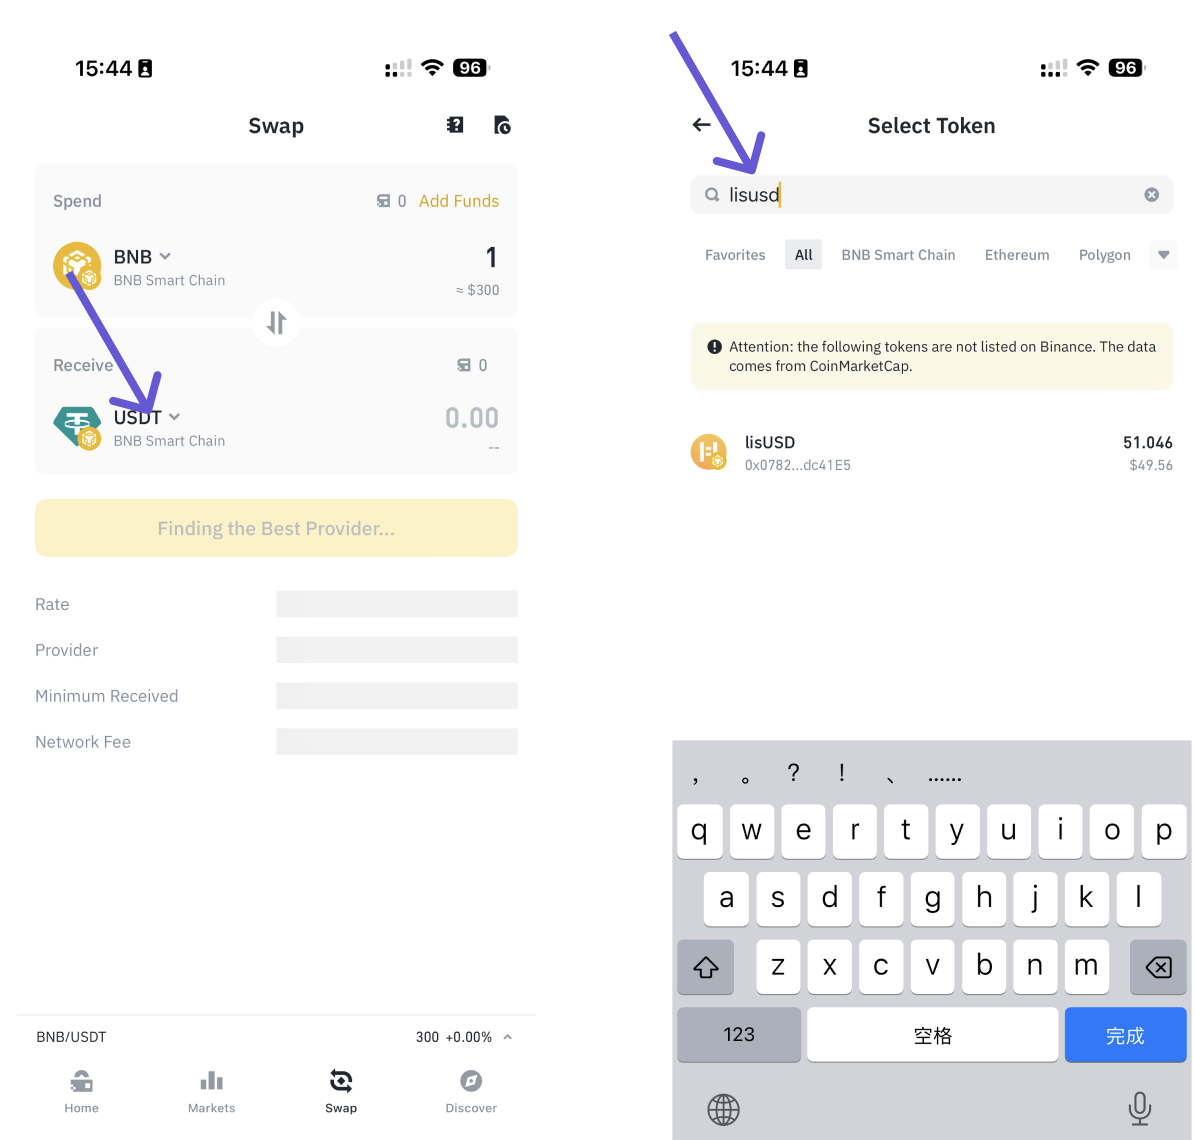 15:44
96
Swap
Spend
0 Add Funds
BNB
1
BNB Smart Chain
≈ $300
Receive
0
USDT
0.00
BNB Smart Chain
--
Finding the Best Provider...
Rate
Provider
Minimum Received
Network Fee
BNB/USDT
300 +0.00%
Home
Markets
Swap
Discover
15:44
96
Select Token
lisusd
Favorites All BNB Smart Chain Ethereum Polygon
Attention: the following tokens are not listed on Binance. The data
comes from CoinMarketCap.
lisUSD
51.046
0x0782...dc41E5
$49.56
, 。 ? ! 、 ......
q w e r t y u i o p
a s d f g h j k l
z x c v b n m
123 空格 完成